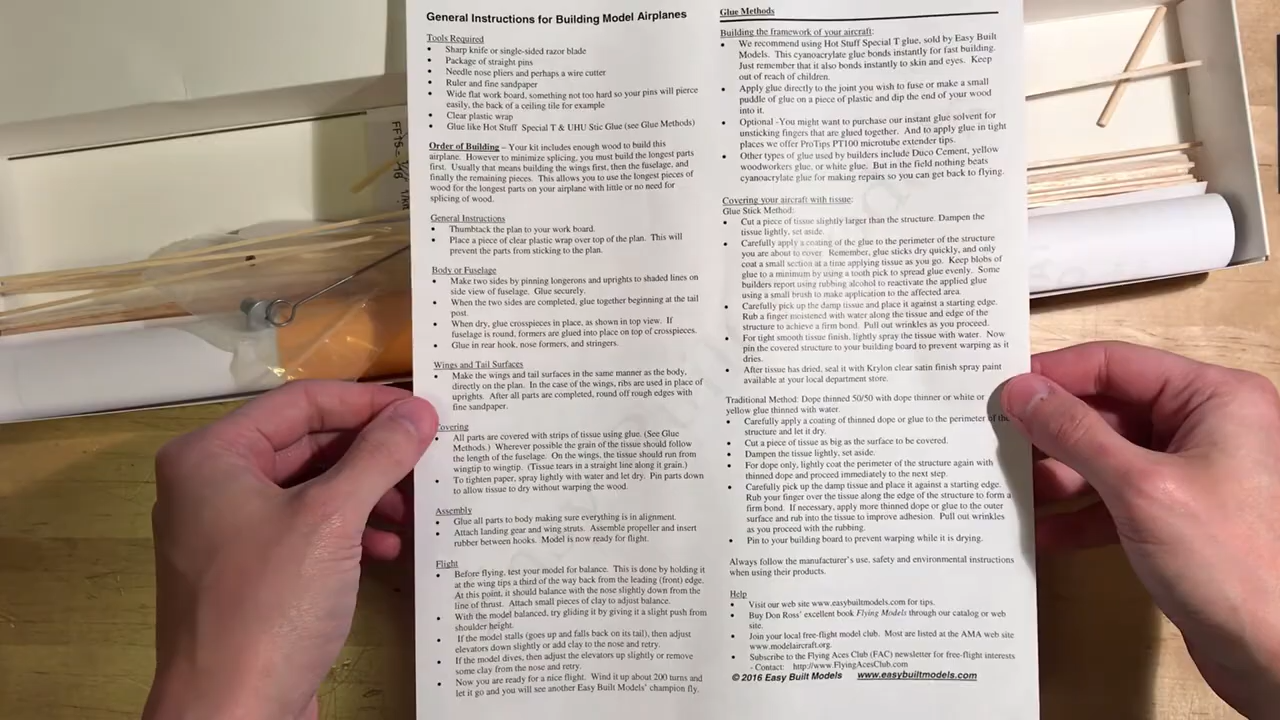 General Instructions for Building Model Airplanes
Tools Required
• Sharp knife or single-sided razor blade
• Package of straight pins
• Needle nose pliers and perhaps a wire cutter
• Ruler and fine sandpaper
• Wide flat work board, something not too hard so your pins will pierce
easily, the back of a ceiling tile for example
• Clear plastic wrap
• Glue like Hot Stuff Special T & UHU Stic Glue (see Glue Methods)
Order of Building – Your kit includes enough wood to build this
airplane. However to minimize splicing, you must build the longest parts
first. Usually that means building the wings first, then the fuselage, and
finally the remaining pieces. This allows you to use the longest pieces of
wood for the longest parts on your airplane with little or no need for
splicing of wood.
General Instructions
• Thumbtack the plan to your work board.
• Place a piece of clear plastic wrap over top of the plan. This will
prevent the parts from sticking to the plan.
Body or Fuselage
• Make two sides by pinning longerons and uprights to shaded lines on
side view of fuselage. Glue securely.
• When the two sides are completed, glue together beginning at the tail
post.
• When dry, glue crosspieces in place, as shown in top view. If
fuselage is round, formers are glued into place on top of crosspieces.
• Glue in rear hook, nose formers, and stringers.
Wings and Tail Surfaces
• Make the wings and tail surfaces in the same manner as the body,
directly on the plan. In the case of the wings, ribs are used in place of
uprights. After all parts are completed, round off rough edges with
fine sandpaper.
Covering
• All parts are covered with strips of tissue using glue. (See Glue
Methods.) Wherever possible the grain of the tissue should follow
the length of the fuselage. On the wings, the tissue should run from
wingtip to wingtip. (Tissue tears in a straight line along it grain.)
• To tighten paper, spray lightly with water and let dry. Pin parts down
to allow tissue to dry without warping the wood.
Assembly
• Glue all parts to body making sure everything is in alignment.
• Attach landing gear and wing struts. Assemble propeller and insert
rubber between hooks. Model is now ready for flight.
Flight
• Before flying, test your model for balance. This is done by holding it
at the wing tips a third of the way back from the leading (front) edge.
At this point, it should balance with the nose slightly down from the
line of thrust. Attach small pieces of clay to adjust balance.
• With the model balanced, try gliding it by giving it a slight push from
shoulder height.
• If the model stalls (goes up and falls back on its tail), then adjust
elevators down slightly or add clay to the nose and retry.
• If the model dives, then adjust the elevators up slightly or remove
some clay from the nose and retry.
• Now you are ready for a nice flight. Wind it up about 200 turns and
let it go and you will see another Easy Built Models' champion fly.
Glue Methods
Building the framework of your aircraft:
• We recommend using Hot Stuff Special T glue, sold by Easy Built
Models. This cyanoacrylate glue bonds instantly for fast building.
Just remember that it also bonds instantly to skin and eyes. Keep
out of reach of children.
• Apply glue directly to the joint you wish to fuse or make a small
puddle of glue on a piece of plastic and dip the end of your wood
into it.
• Optional -You might want to purchase our instant glue solvent for
unsticking fingers that are glued together. And to apply glue in tight
places we offer ProTips PT100 microtube extender tips.
• Other types of glue used by builders include Duco Cement, yellow
woodworkers glue, or white glue. But in the field nothing beats
cyanoacrylate glue for making repairs so you can get back to flying.
Covering your aircraft with tissue:
Glue Stick Method:
• Cut a piece of tissue slightly larger than the structure. Dampen the
tissue lightly, set aside.
• Carefully apply a coating of the glue to the perimeter of the structure
you are about to cover. Remember, glue sticks dry quickly, and only
coat a small section at a time applying tissue as you go. Keep blobs of
glue to a minimum by using a tooth pick to spread glue evenly. Some
builders report using rubbing alcohol to reactivate the applied glue
using a small brush to make application to the affected area.
• Carefully pick up the damp tissue and place it against a starting edge.
Rub a finger moistened with water along the tissue and edge of the
structure to achieve a firm bond. Pull out wrinkles as you proceed.
• For tight smooth tissue finish, lightly spray the tissue with water. Now
pin the covered structure to your building board to prevent warping as it
dries.
• After tissue has dried, seal it with Krylon clear satin finish spray paint
available at your local department store.
Traditional Method: Dope thinned 50/50 with dope thinner or white or
yellow glue thinned with water.
• Carefully apply a coating of thinned dope or glue to the perimeter of the
structure and let it dry.
• Cut a piece of tissue as big as the surface to be covered.
• Dampen the tissue lightly, set aside.
• For dope only, lightly coat the perimeter of the structure again with
thinned dope and proceed immediately to the next step.
• Carefully pick up the damp tissue and place it against a starting edge.
Rub your finger over the tissue along the edge of the structure to form a
firm bond. If necessary, apply more thinned dope or glue to the outer
surface and rub into the tissue to improve adhesion. Pull out wrinkles
as you proceed with the rubbing.
• Pin to your building board to prevent warping while it is drying.
Always follow the manufacturer's use, safety and environmental instructions
when using their products.
Help
• Visit our web site www.easybuiltmodels.com for tips.
• Buy Don Ross' excellent book Flying Models through our catalog or web
site.
• Join your local free-flight model club. Most are listed at the AMA web site
www.modelaircraft.org.
• Subscribe to the Flying Aces Club (FAC) newsletter for free-flight interests
- Contact: http://www.FlyingAcesClub.com
© 2016 Easy Built Models www.easybuiltmodels.com